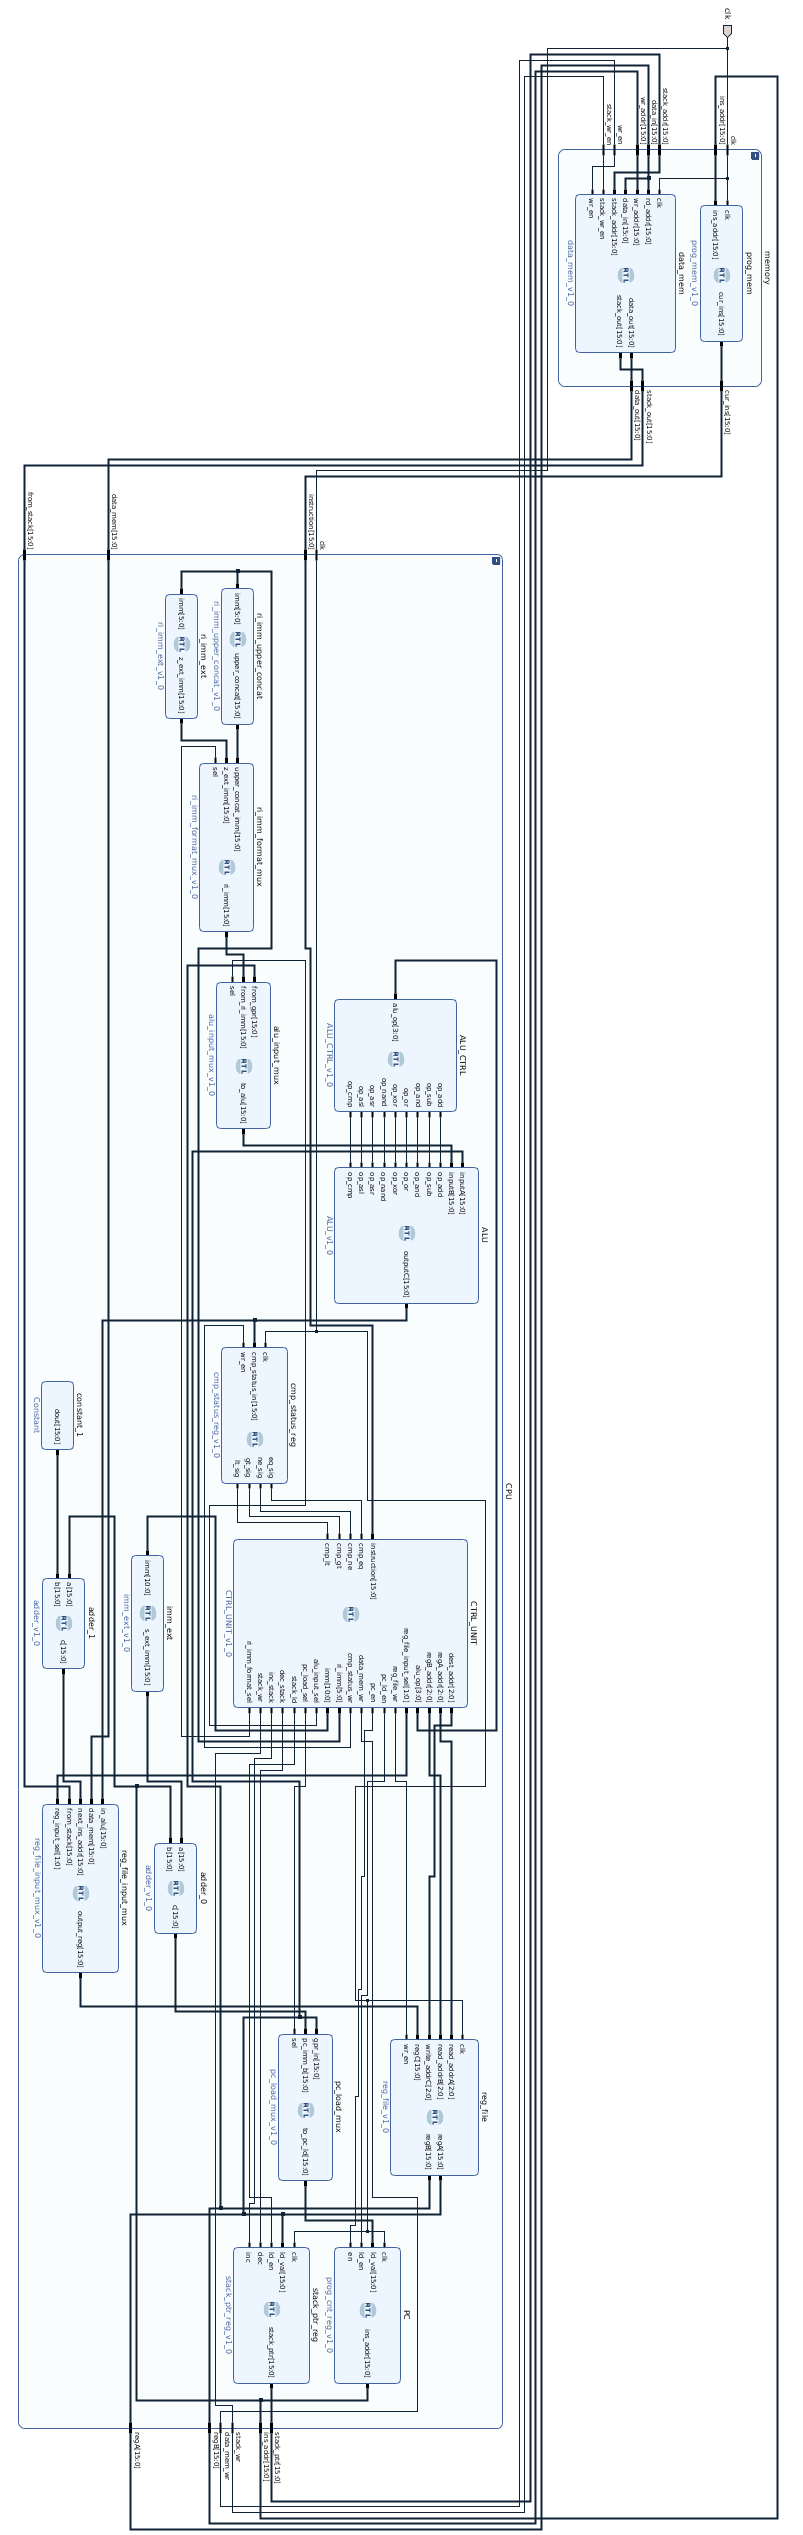 clk
ins_addr[15:0]
clk
stack_addr[15:0]
data_in[15:0]
wr_addr[15:0]
wr_en
stack_wr_en
memory
prog_mem
clk
ins_addr[15:0]
RTL
cur_ins[15:0]
prog_mem_v1_0
data_mem
clk
rd_addr[15:0]
wr_addr[15:0]
data_in[15:0]
stack_addr[15:0]
stack_wr_en
wr_en
RTL
data_out[15:0]
stack_out[15:0]
data_mem_v1_0
cur_ins[15:0]
stack_out[15:0]
data_out[15:0]
clk
instruction[15:0]
data_mem[15:0]
from_stack[15:0]
CPU
ri_imm_upper_concat
imm[5:0]
RTL
upper_concat[15:0]
ri_imm_upper_concat_v1_0
ri_imm_ext
imm[5:0]
RTL
z_ext_imm[15:0]
ri_imm_ext_v1_0
ri_imm_format_mux
upper_concat_imm[15:0]
z_ext_imm[15:0]
sel
RTL
ri_imm[15:0]
ri_imm_format_mux_v1_0
alu_input_mux
from_gpr[15:0]
from_ri_imm[15:0]
sel
RTL
to_alu[15:0]
alu_input_mux_v1_0
ALU_CTRL
alu_op[3:0]
RTL
op_add
op_sub
op_and
op_or
op_xor
op_nand
op_asr
op_asl
op_cmp
ALU_CTRL_v1_0
ALU
inputA[15:0]
inputB[15:0]
op_add
op_sub
op_and
op_or
op_xor
op_nand
op_asr
op_asl
op_cmp
RTL
outputC[15:0]
ALU_v1_0
cmp_status_reg
clk
cmp_status_in[15:0]
wr_en
RTL
eq_sig
ne_sig
gt_sig
lt_sig
cmp_status_reg_v1_0
constant_1
dout[15:0]
Constant
CTRL_UNIT
instruction[15:0]
cmp_eq
cmp_ne
cmp_gt
cmp_lt
RTL
dest_addr[2:0]
regA_addr[2:0]
regB_addr[2:0]
alu_op[3:0]
reg_file_input_sel[1:0]
reg_file_wr
pc_ld_en
pc_en
data_mem_wr
cmp_status_wr
ri_imm[5:0]
imm[10:0]
alu_input_sel
pc_load_sel
stack_ld
dec_stack
inc_stack
stack_wr
ri_imm_format_sel
CTRL_UNIT_v1_0
imm_ext
imm[10:0]
RTL
s_ext_imm[15:0]
imm_ext_v1_0
adder_1
a[15:0]
b[15:0]
RTL
c[15:0]
adder_v1_0
reg_file_input_mux
in_alu[15:0]
data_mem[15:0]
next_ins_addr[15:0]
from_stack[15:0]
reg_input_sel[1:0]
RTL
output_reg[15:0]
reg_file_input_mux_v1_0
adder_0
a[15:0]
b[15:0]
RTL
c[15:0]
adder_v1_0
reg_file
clk
read_addrA[2:0]
read_addrB[2:0]
write_addrC[2:0]
regC[15:0]
wr_en
RTL
regA[15:0]
regB[15:0]
reg_file_v1_0
pc_load_mux
gpr_in[15:0]
pc_imm_b[15:0]
sel
RTL
to_pc_ld[15:0]
pc_load_mux_v1_0
PC
clk
ld_val[15:0]
ld_en
en
RTL
ins_addr[15:0]
prog_cnt_reg_v1_0
stack_ptr_reg
clk
ld_val[15:0]
ld_en
dec
inc
RTL
stack_ptr[15:0]
stack_ptr_reg_v1_0
stack_ptr[15:0]
ins_addr[15:0]
stack_wr
data_mem_wr
regB[15:0]
regA[15:0]